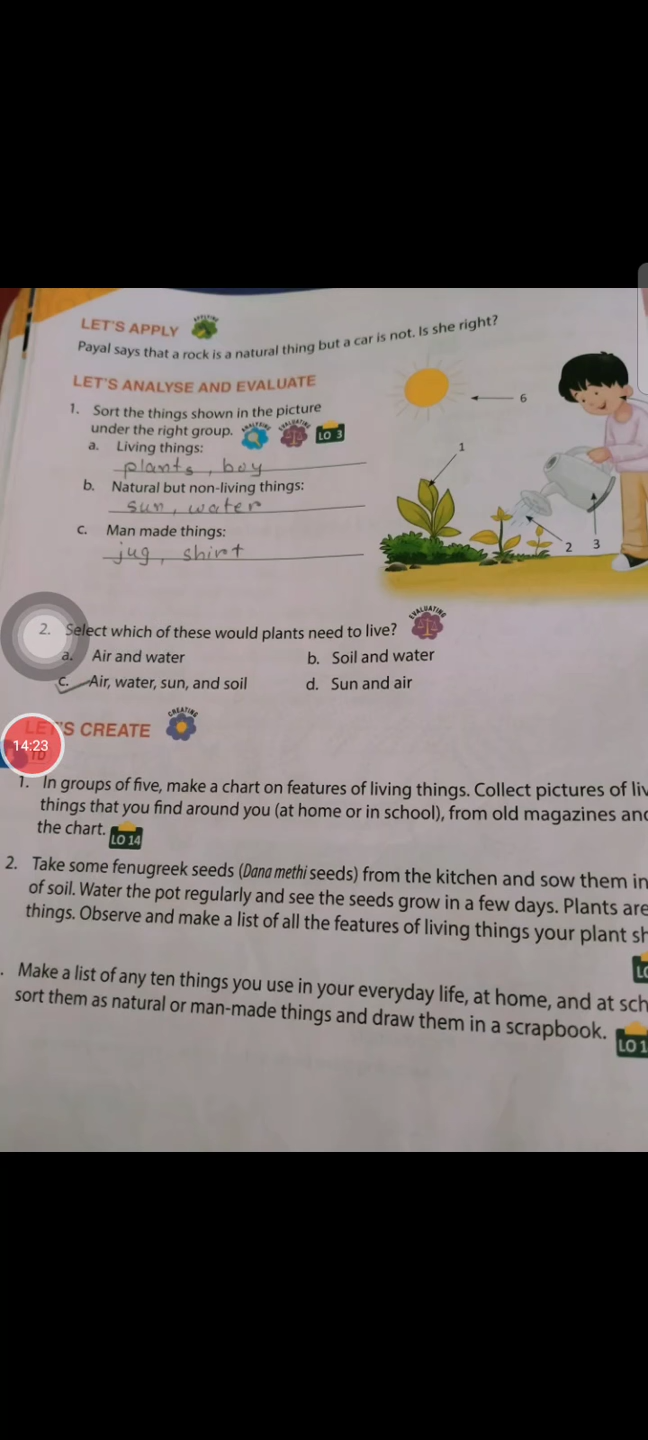 LET'S APPLY
APPLYING
Payal says that a rock is a natural thing but a car is not. Is she right?
LET'S ANALYSE AND EVALUATE
1. Sort the things shown in the picture
under the right group. ANALYSING EVALUATING LO 3
a. Living things:
plants, boy
b. Natural but non-living things:
sun, water
c. Man made things:
jug, shirt
6
1
2 3
2. Select which of these would plants need to live? EVALUATING
a. Air and water b. Soil and water
c. Air, water, sun, and soil d. Sun and air
LET'S CREATE CREATING
14:23
10
1. In groups of five, make a chart on features of living things. Collect pictures of
things that you find around you (at home or in school), from old magazines
the chart. LO 14
2. Take some fenugreek seeds (Dana methi seeds) from the kitchen and sow them in
of soil. Water the pot regularly and see the seeds grow in a few days. Plants are
things. Observe and make a list of all the features of living things your plant
. Make a list of any ten things you use in your everyday life, at home, and at
sort them as natural or man-made things and draw them in a scrapbook.
LO 1